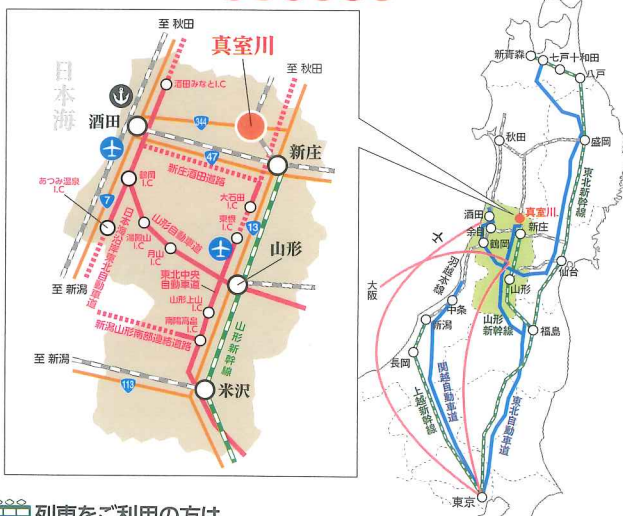 至 秋田
真室川
至 秋田
日本海
酒田みなとI.C
酒田
344
47
新庄
新庄酒田道路
あつみ温泉
I.C
鶴岡
I.C
大石田
I.C
7
東根
I.C
13
山形自動車道
湯殿山
I.C
月山
I.C
日本海沿岸東北自動車道
山形
東北中央
自動車道
至 新潟
山形上山
I.C
南陽高畠
I.C
新潟山形南部連絡道路
山形新幹線
至 新潟
113
米沢
新青森
七戸十和田
八戸
秋田
盛岡
東北新幹線
酒田
真室川
余目
新庄
鶴岡
羽越本線
仙台
大阪
山形
中条
山形
新幹線
新潟
福島
長岡
関越自動車道
上越新幹線
東北自動車道
東京
列車をご利用の方は